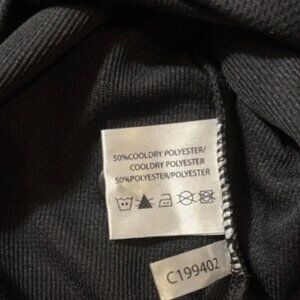 50%COOLDRY POLYESTER/
COOLDRY POLYESTER
50%POLYESTER/POLYESTER
C199402